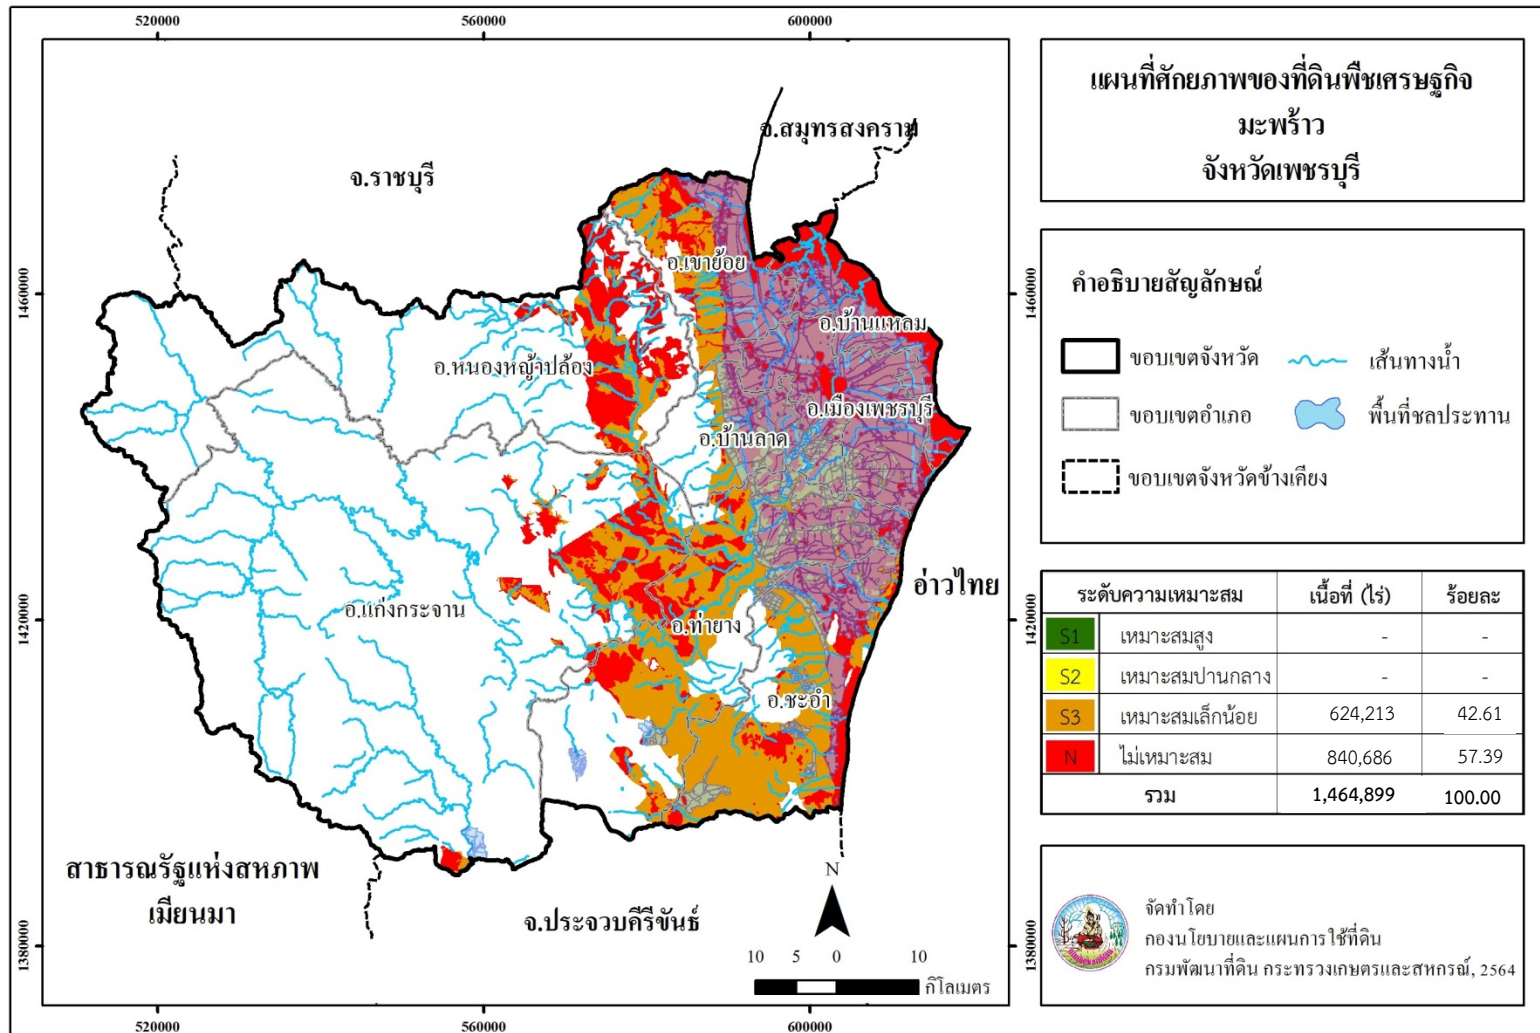 520000
560000
600000
1460000
1420000
1380000
1460000
1420000
1380000
520000
560000
600000
จ.สมุทรสงคราม
จ.ราชบุรี
อ.เขาย้อย
อ.บ้านแหลม
อ.หนองหญ้าปล้อง
อ.เมืองเพชรบุรี
อ.บ้านลาด
อ่าวไทย
อ.แก่งกระจาน
อ.ท่ายาง
อ.ชะอำ
สาธารณรัฐแห่งสหภาพ
เมียนมา
จ.ประจวบคีรีขันธ์
N
10 5 0 10
กิโลเมตร
แผนที่ศักยภาพของที่ดินพืชเศรษฐกิจ
มะพร้าว
จังหวัดเพชรบุรี
คำอธิบายสัญลักษณ์
ขอบเขตจังหวัด
เส้นทางน้ำ
ขอบเขตอำเภอ
พื้นที่ชลประทาน
ขอบเขตจังหวัดข้างเคียง
ระดับความเหมาะสม เนื้อที่ (ไร่) ร้อยละ
S1 เหมาะสมสูง - -
S2 เหมาะสมปานกลาง - -
S3 เหมาะสมเล็กน้อย 624,213 42.61
N ไม่เหมาะสม 840,686 57.39
รวม 1,464,899 100.00
จัดทำโดย
กองนโยบายและแผนการใช้ที่ดิน
กรมพัฒนาที่ดิน กระทรวงเกษตรและสหกรณ์, 2564